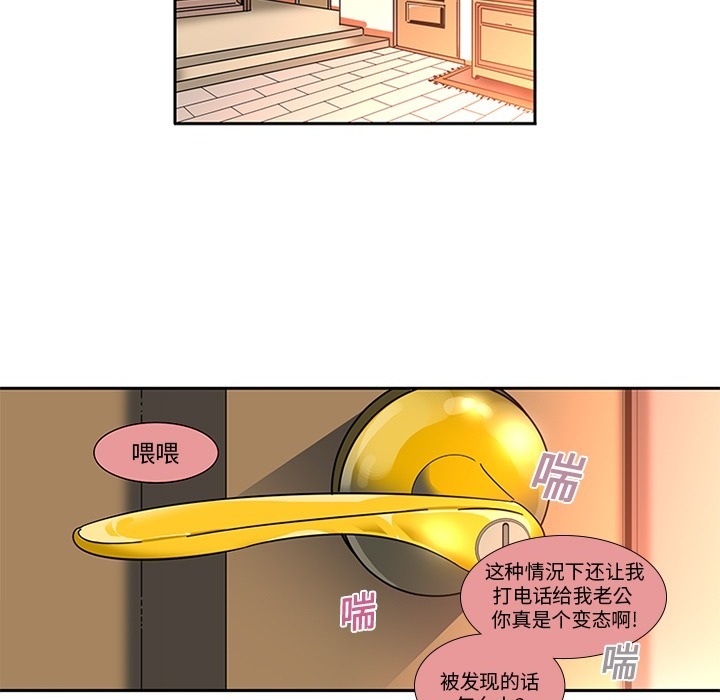 喂喂
喘
这种情况下还让我
打电话给我老公
你真是个变态啊!
喘
喘
被发现的话